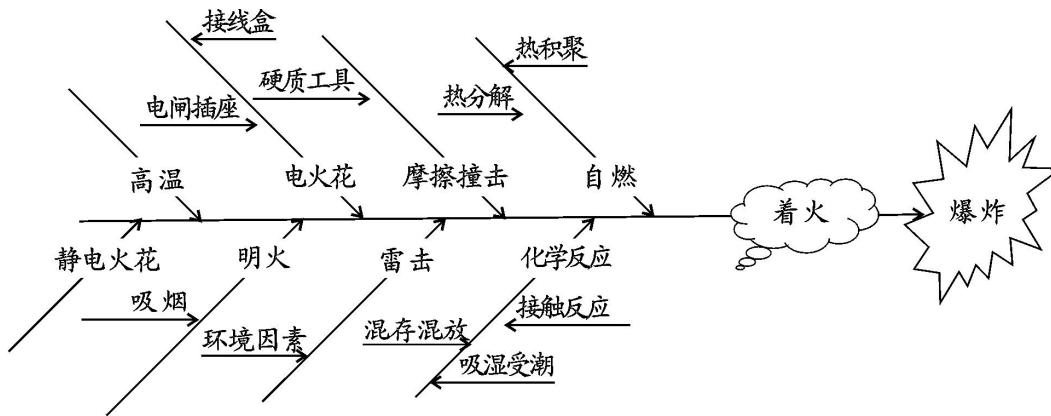 接线盒
硬质工具
热积聚
电闸插座
热分解
高温
电火花
摩擦撞击
自燃
着火
爆炸
静电火花
明火
雷击
化学反应
吸烟
环境因素
混存混放
接触反应
吸湿受潮